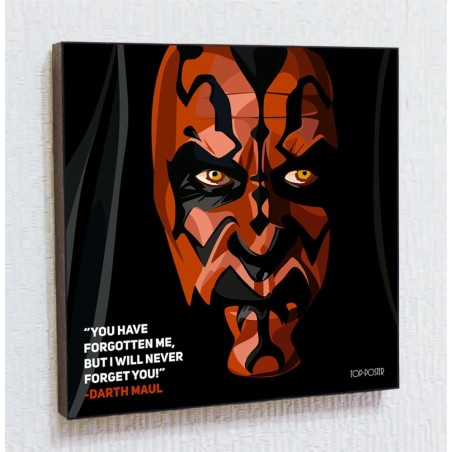 “YOU HAVE
FORGOTTEN ME,
BUT I WILL NEVER
FORGET YOU!”
-DARTH MAUL
TOP-POSTER